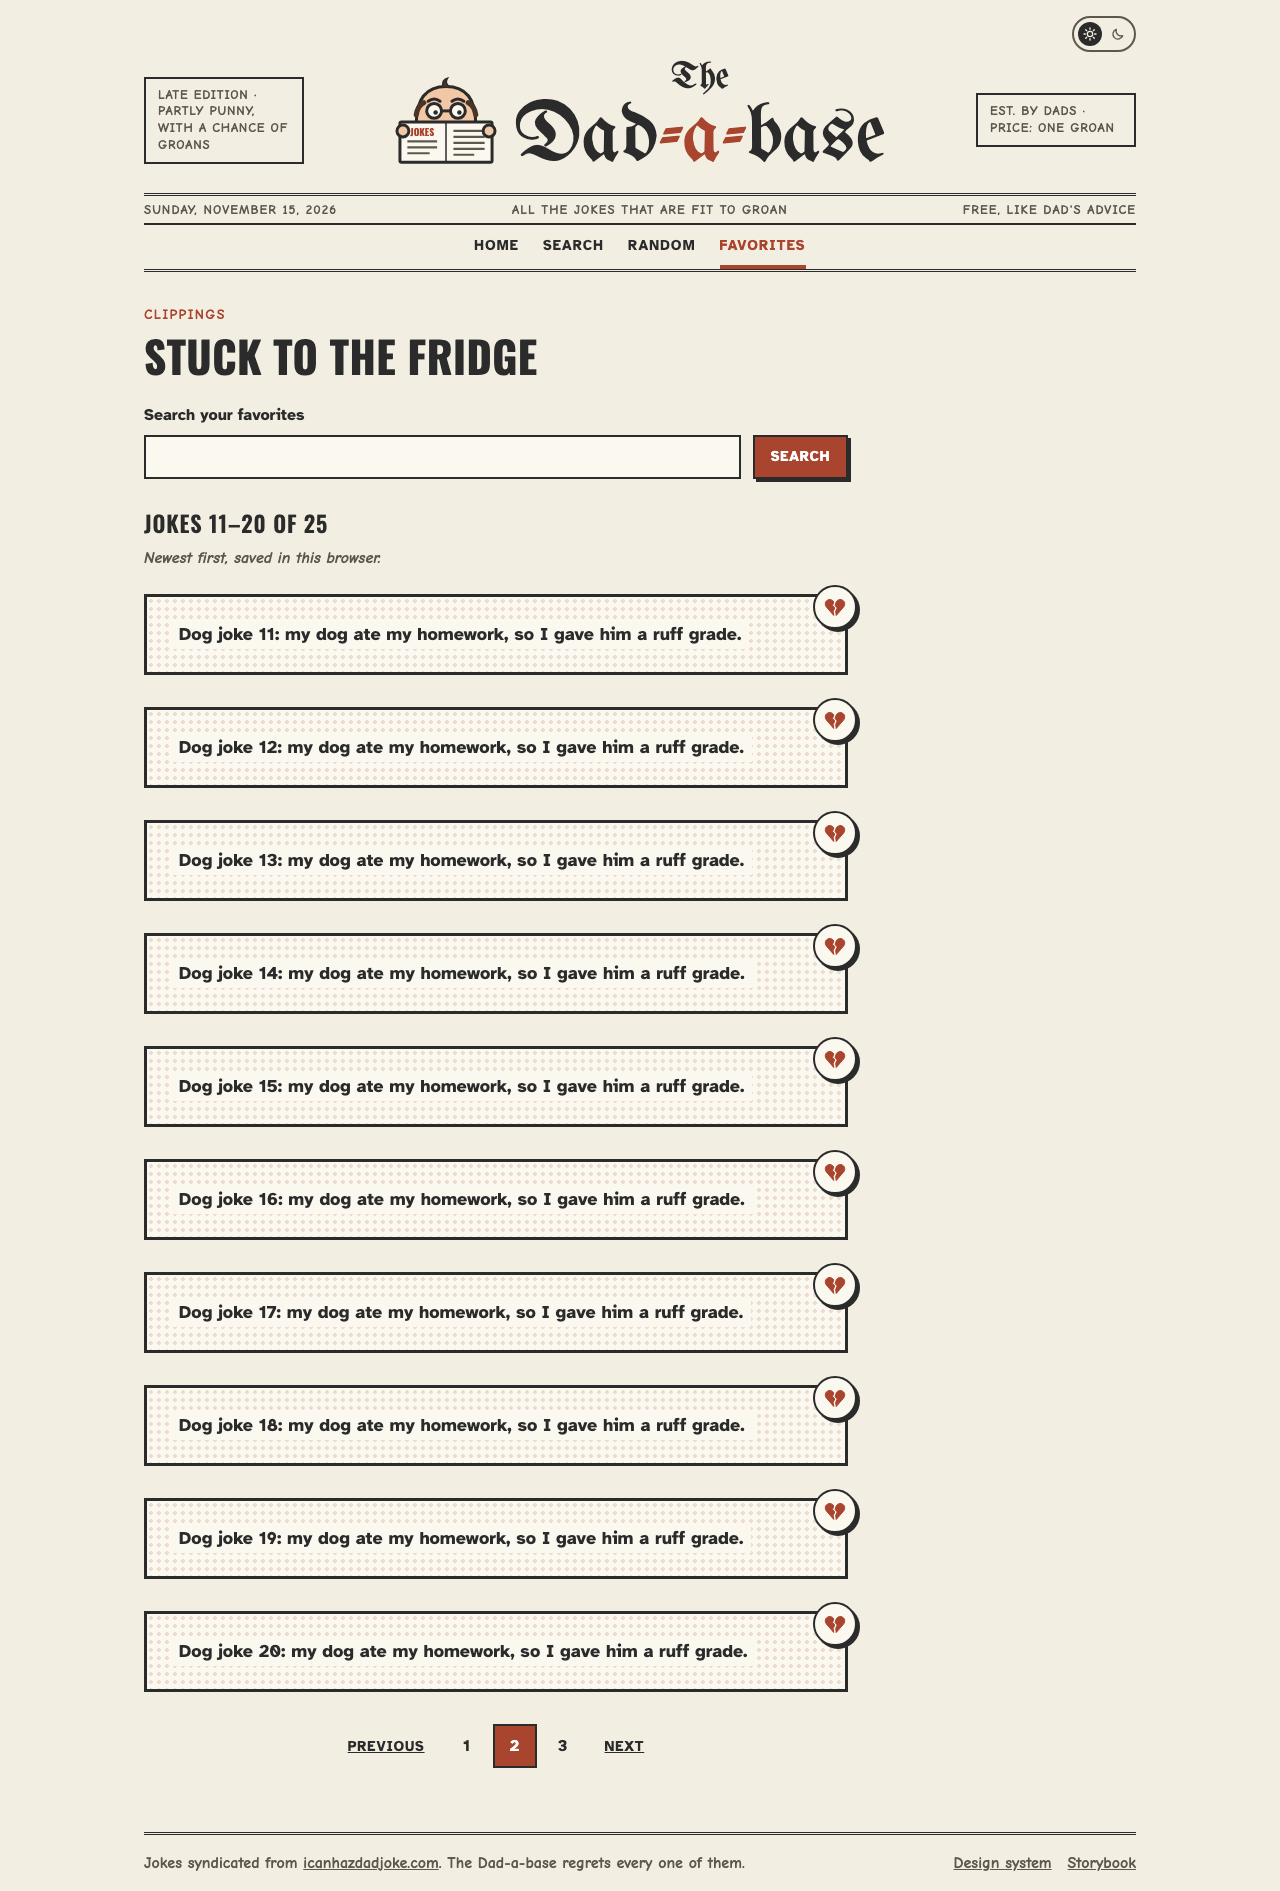 LATE EDITION ·
PARTLY PUNNY,
WITH A CHANCE OF
GROANS
JOKES
The
Dad-a-base
EST. BY DADS ·
PRICE: ONE GROAN
SUNDAY, NOVEMBER 15, 2026
ALL THE JOKES THAT ARE FIT TO GROAN
FREE, LIKE DAD'S ADVICE
HOME SEARCH RANDOM FAVORITES
CLIPPINGS
STUCK TO THE FRIDGE
Search your favorites
SEARCH
JOKES 11–20 OF 25
Newest first, saved in this browser.
Dog joke 11: my dog ate my homework, so I gave him a ruff grade.
Dog joke 12: my dog ate my homework, so I gave him a ruff grade.
Dog joke 13: my dog ate my homework, so I gave him a ruff grade.
Dog joke 14: my dog ate my homework, so I gave him a ruff grade.
Dog joke 15: my dog ate my homework, so I gave him a ruff grade.
Dog joke 16: my dog ate my homework, so I gave him a ruff grade.
Dog joke 17: my dog ate my homework, so I gave him a ruff grade.
Dog joke 18: my dog ate my homework, so I gave him a ruff grade.
Dog joke 19: my dog ate my homework, so I gave him a ruff grade.
Dog joke 20: my dog ate my homework, so I gave him a ruff grade.
PREVIOUS 1 2 3 NEXT
Jokes syndicated from icanhazdadjoke.com. The Dad-a-base regrets every one of them.
Design system Storybook